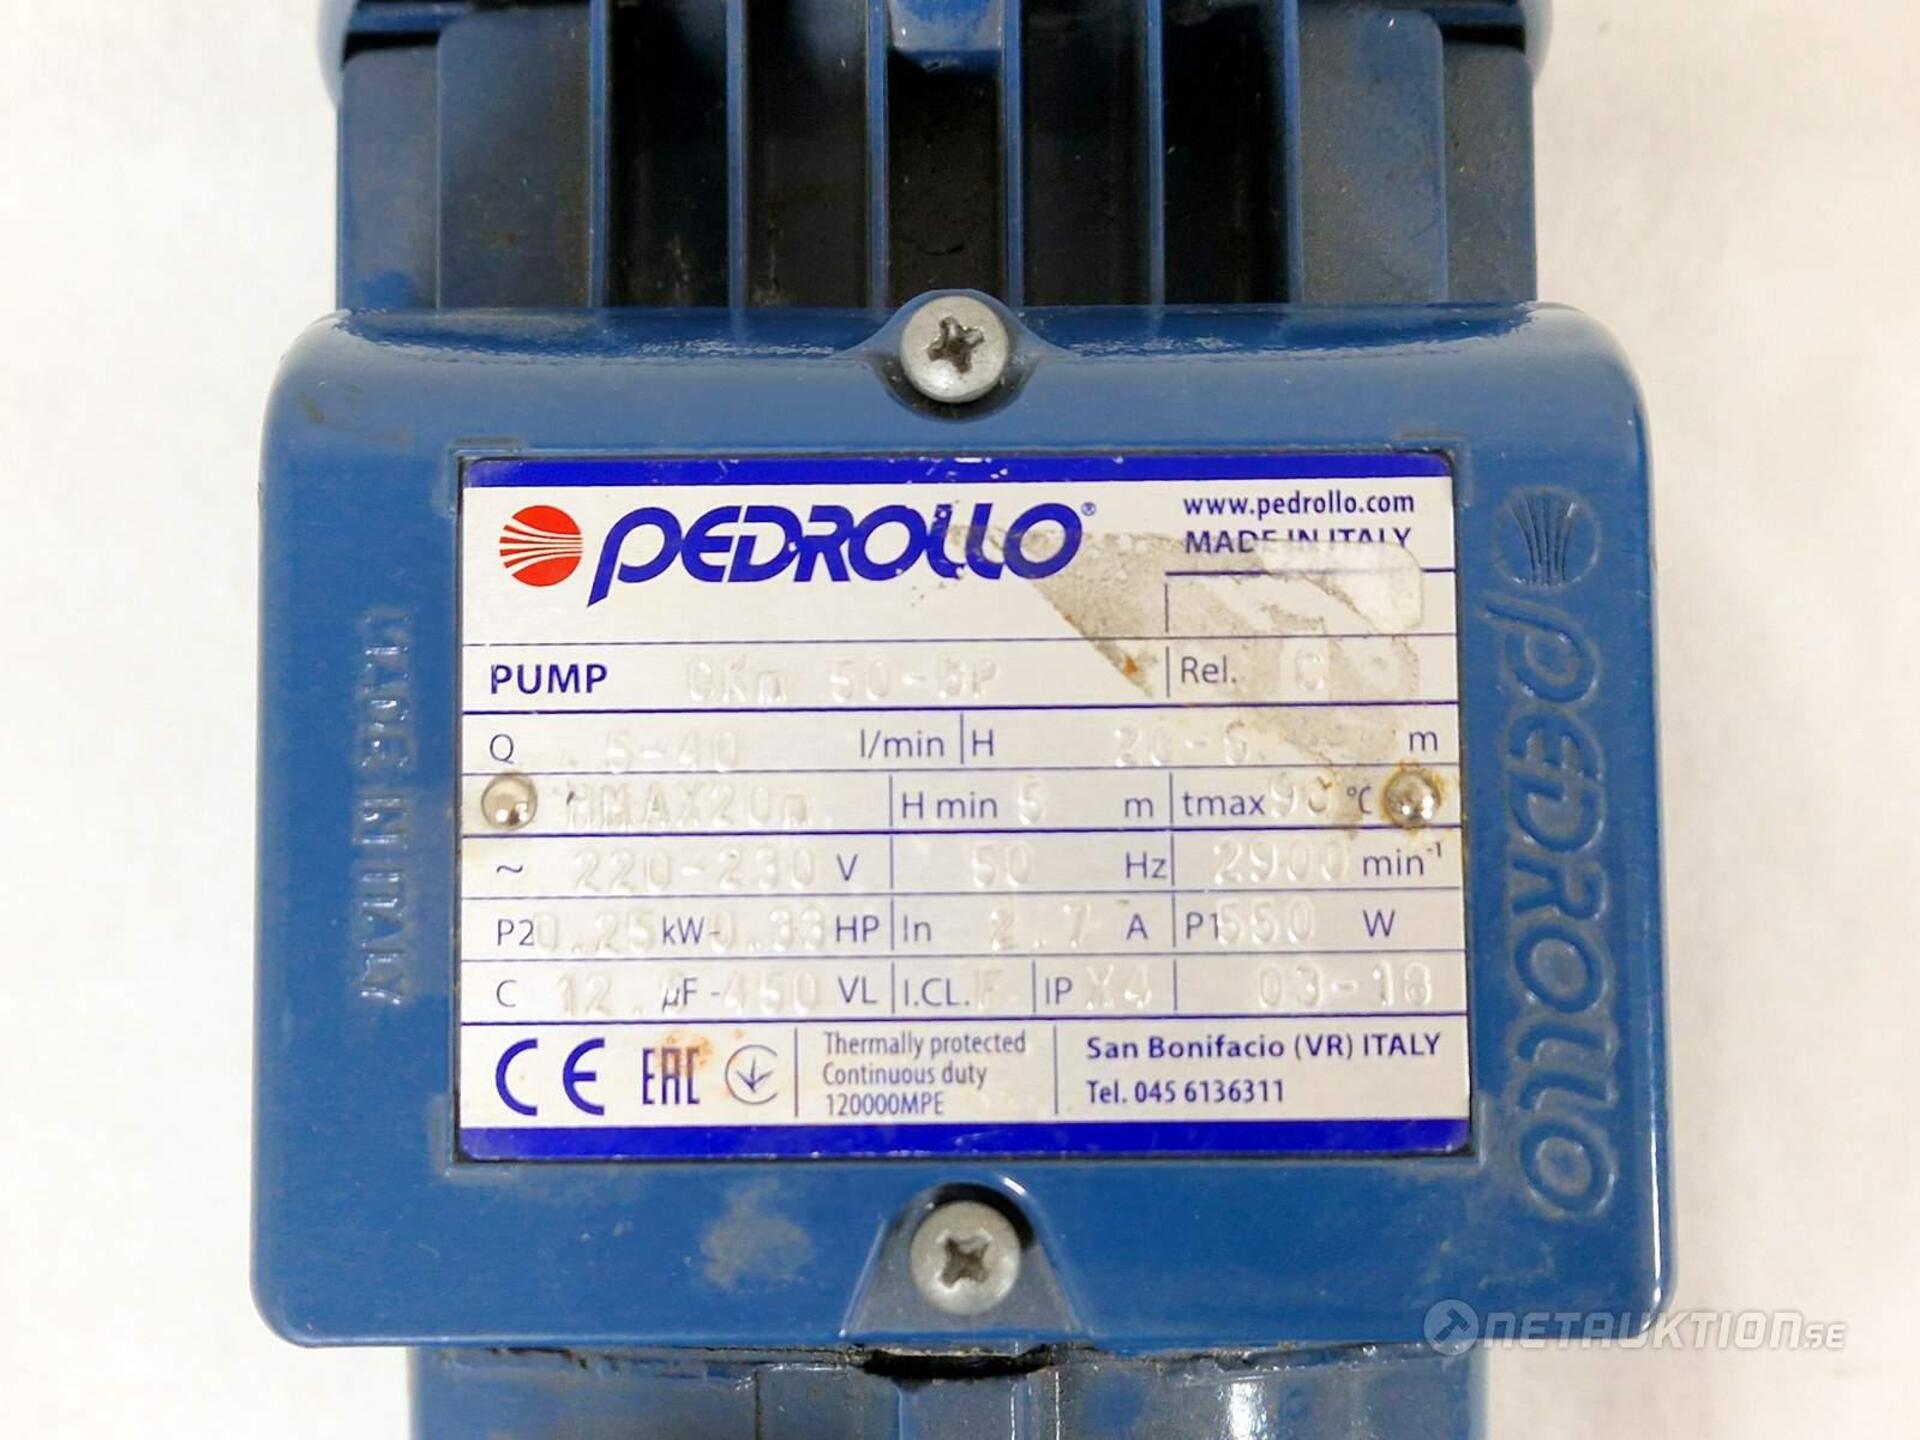 PEDROLLO®
www.pedrollo.com
MADE IN ITALY
PUMP CKm 50-BP Rel. C
Q 5-40 l/min H 20-5 m
HMAX20m. H min 5 m tmax 90 °C
~ 220-230 V 50 Hz 2900 min⁻¹
P2 0.25 kW-0.33 HP In 2.7 A P1 550 W
C μF-450 VL I.CL. F IP X4 03-18
CE EAC
Thermally protected
Continuous duty
120000MPE
San Bonifacio (VR) ITALY
Tel. 045 6136311
MADE IN ITALY
PEDROLLO
NETAUKTION.SE